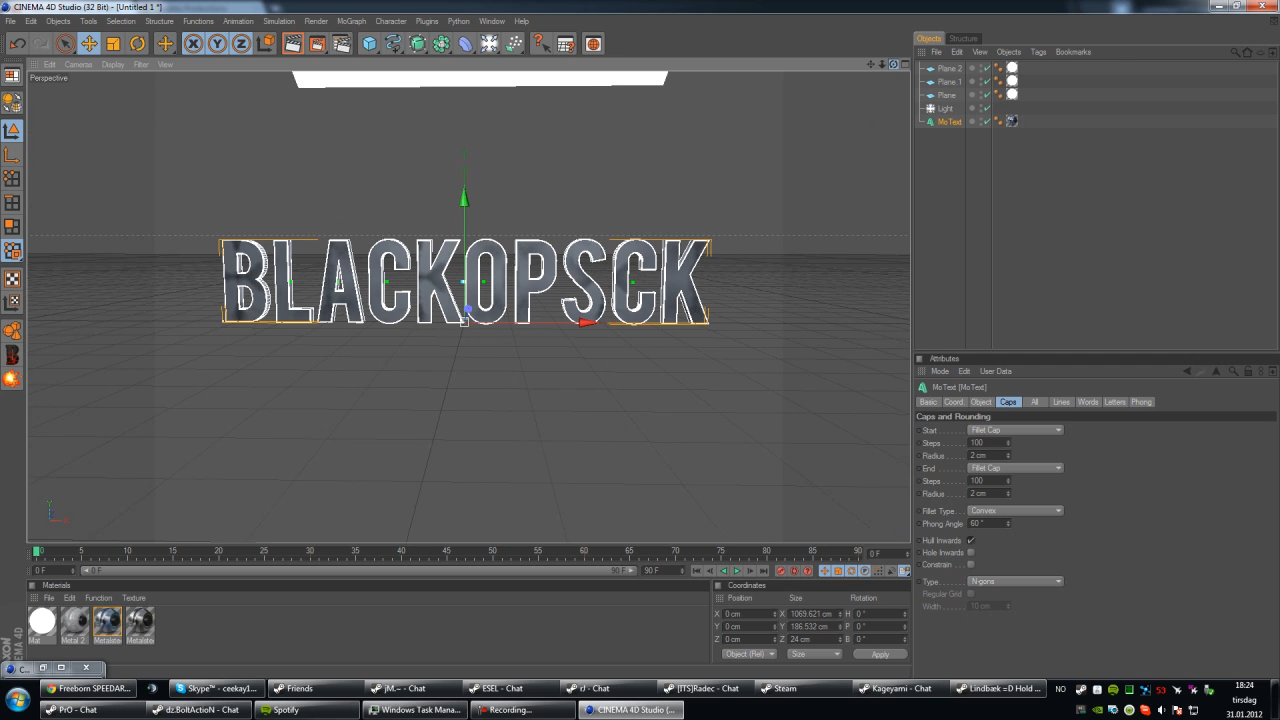 CINEMA 4D Studio (32 Bit) - [Untitled 1 *]
File Edit Objects Tools Selection Structure Functions Animation Simulation Render MoGraph Character Plugins Python Window Help
Edit Cameras Display Filter View
Perspective
BLACKOPSCK
Objects Structure
File Edit View Objects Tags Bookmarks
Plane 2
Plane 1
Plane
Light
MoText
Attributes
Mode Edit User Data
MoText [MoText]
Basic Coord. Object Caps All Lines Words Letters Phong
Caps and Rounding
Start Fillet Cap
Steps 100
Radius 2 cm
End Fillet Cap
Steps 100
Radius 2 cm
Fillet Type Convex
Phong Angle 60 °
Hull Inwards
Hole Inwards
Constrain
Type N-gons
Regular Grid
Width 10 cm
0 5 10 15 20 25 30 35 40 45 50 55 60 65 70 75 80 85 90 0 F
0 F 0 F 90 F 90 F
Materials
File Edit Function Texture
Mat Metal 2
Coordinates
Position Size Rotation
X 0 cm X 1069.621 cm H 0 °
Y 0 cm Y 186.532 cm P 0 °
Z 0 cm Z 24 cm B 0 °
Object (Rel) Size Apply
CINEMA 4D
C...
Freeborn SPEEDAR... Skype™ - ceekay1... Friends jM.~ - Chat ESEL - Chat rJ - Chat [ITS]Radec - Chat Steam Kageyami - Chat Lindbæk =D Hold ... NO 53 18:24
PrO - Chat dz.BoltActioN - Chat Spotify Windows Task Mana... Recording... CINEMA 4D Studio (... tirsdag
31.01.2012